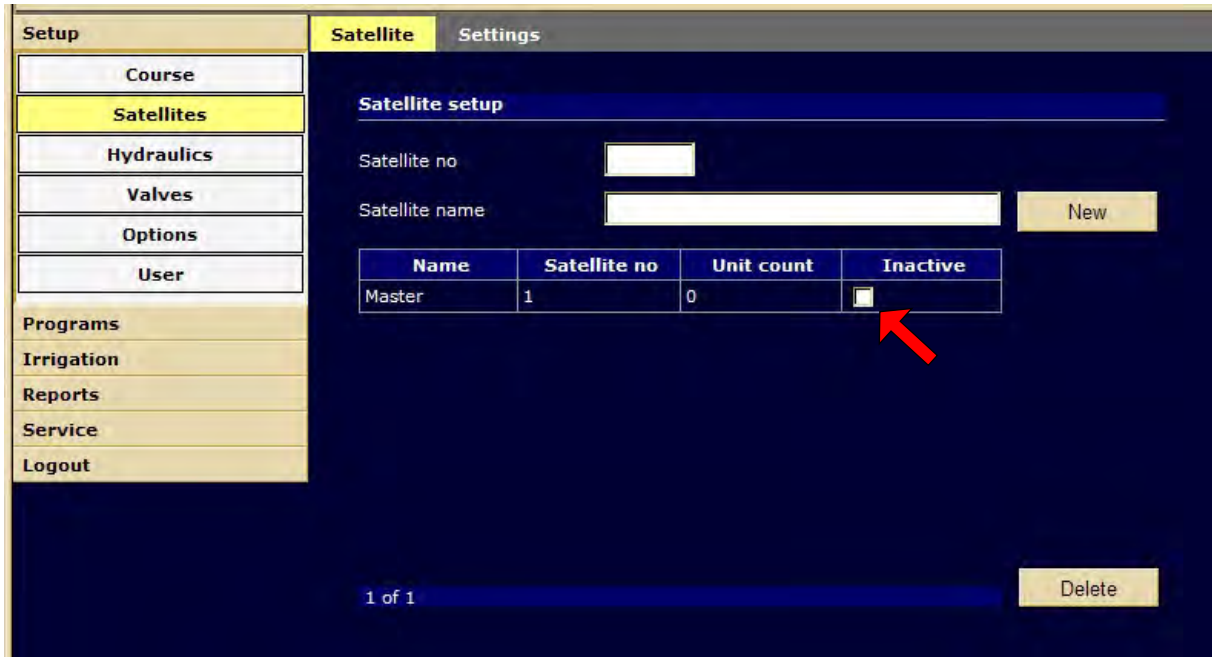 Setup
Course
Satellites
Hydraulics
Valves
Options
User
Programs
Irrigation
Reports
Service
Logout
Satellite Settings
Satellite setup
Satellite no
Satellite name New
Name Satellite no Unit count Inactive
Master 1 0
1 of 1 Delete